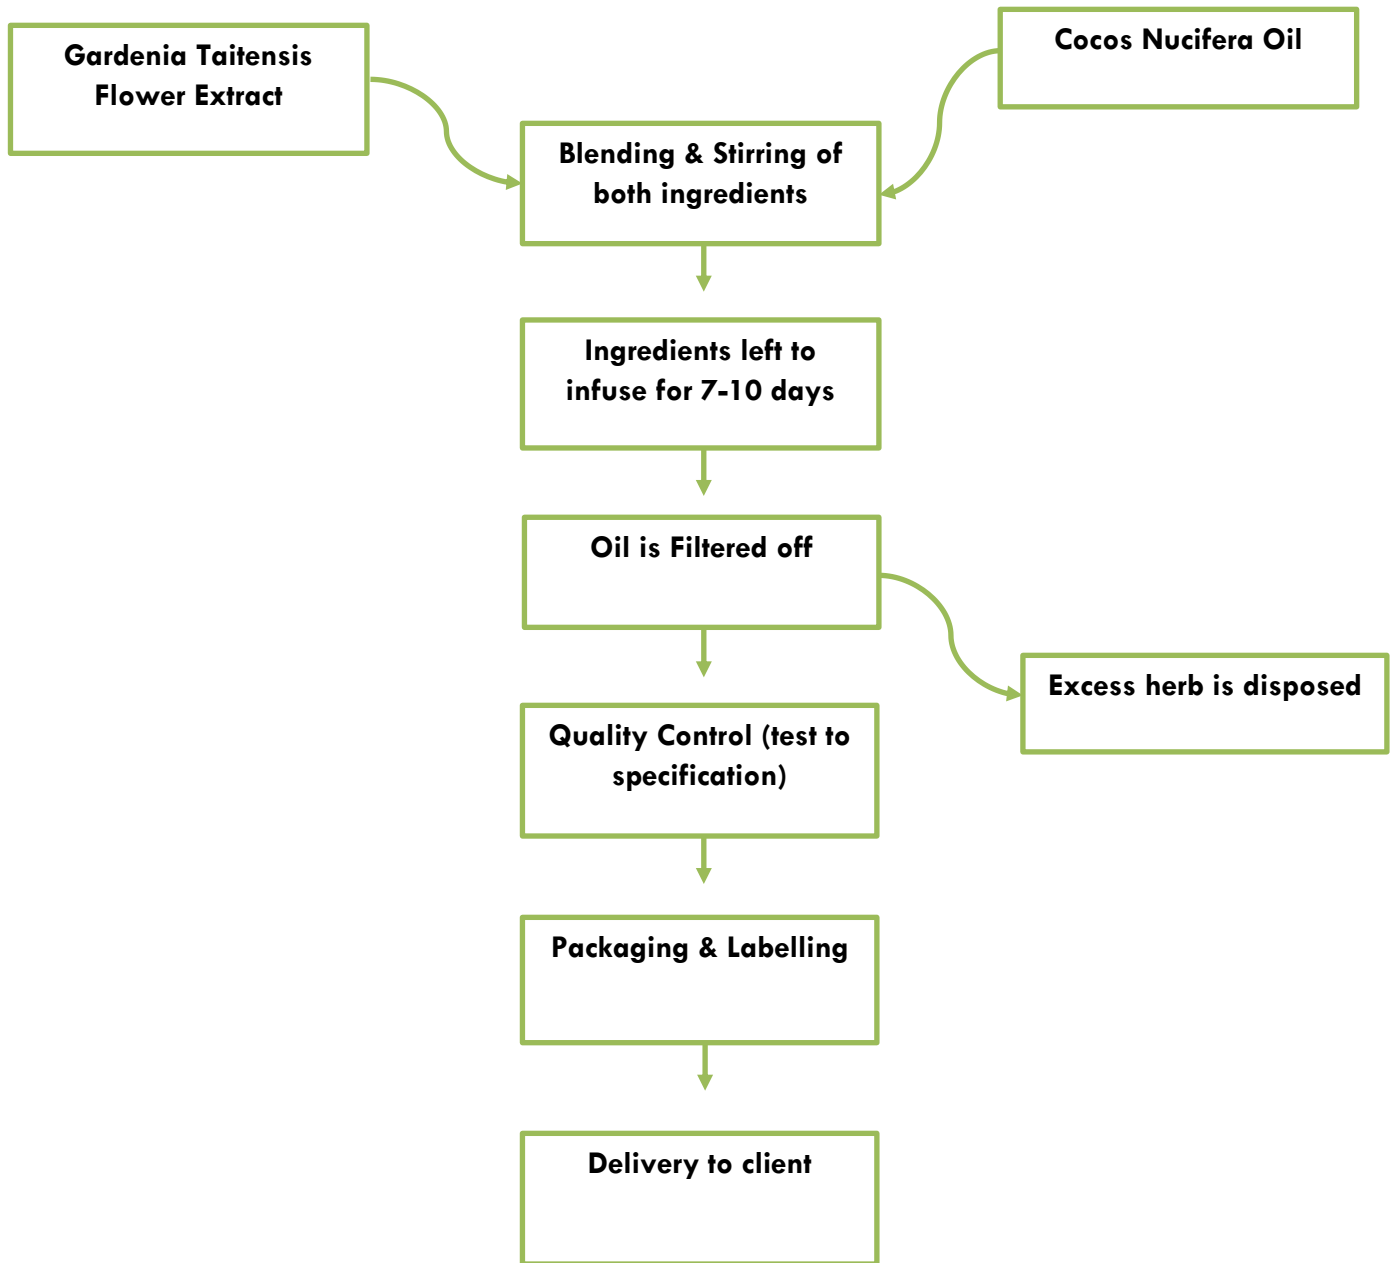 Gardenia Taitensis
Flower Extract
Cocos Nucifera Oil
Blending & Stirring of
both ingredients
Ingredients left to
infuse for 7-10 days
Oil is Filtered off
Excess herb is disposed
Quality Control (test to
specification)
Packaging & Labelling
Delivery to client